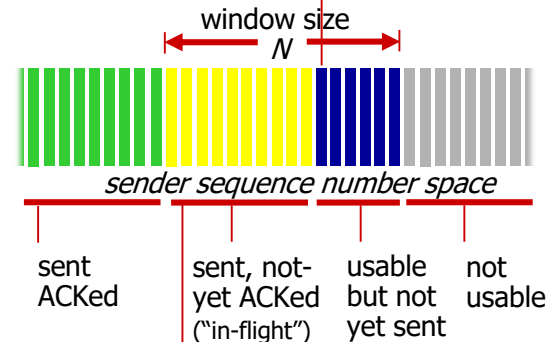 window size
N
sender sequence number space
sent
ACKed
sent, not-
yet ACKed
("in-flight")
usable
but not
yet sent
not
usable